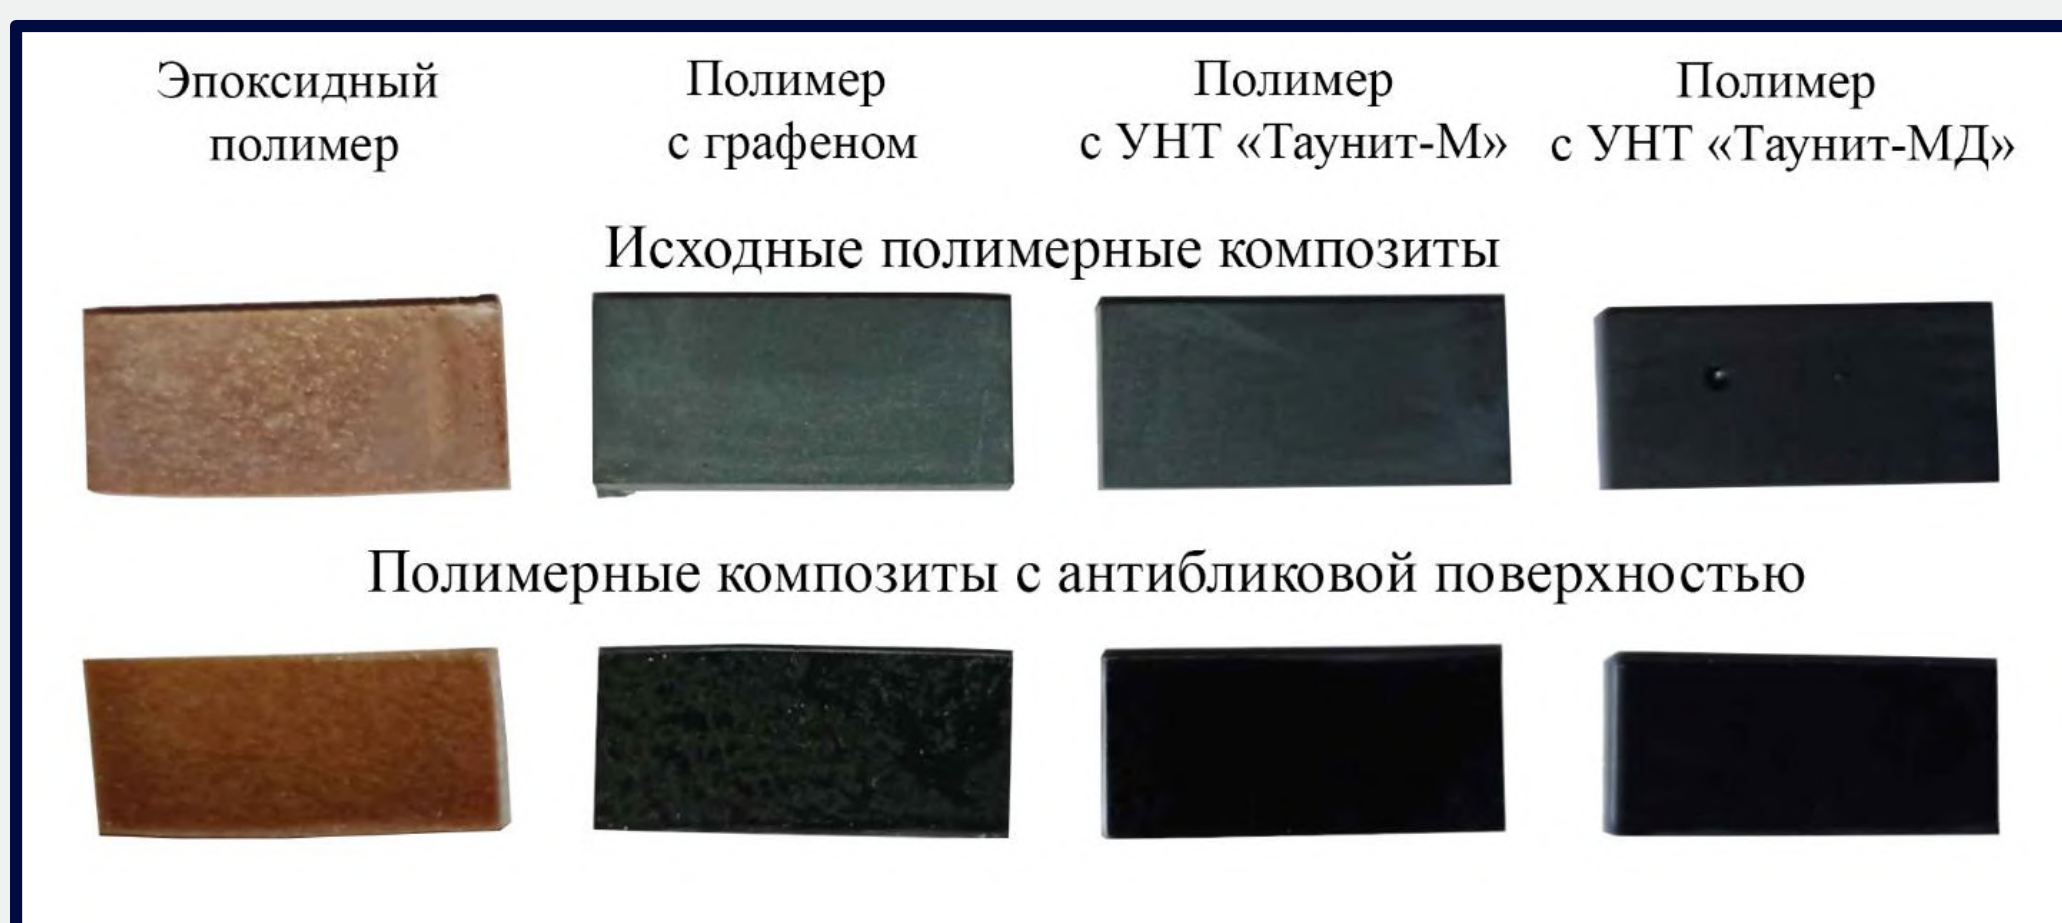 Эпоксидный
полимер
Полимер
с графеном
Полимер
с УНТ «Таунит-М»
Полимер
с УНТ «Таунит-МД»
Исходные полимерные композиты
Полимерные композиты с антибликовой поверхностью